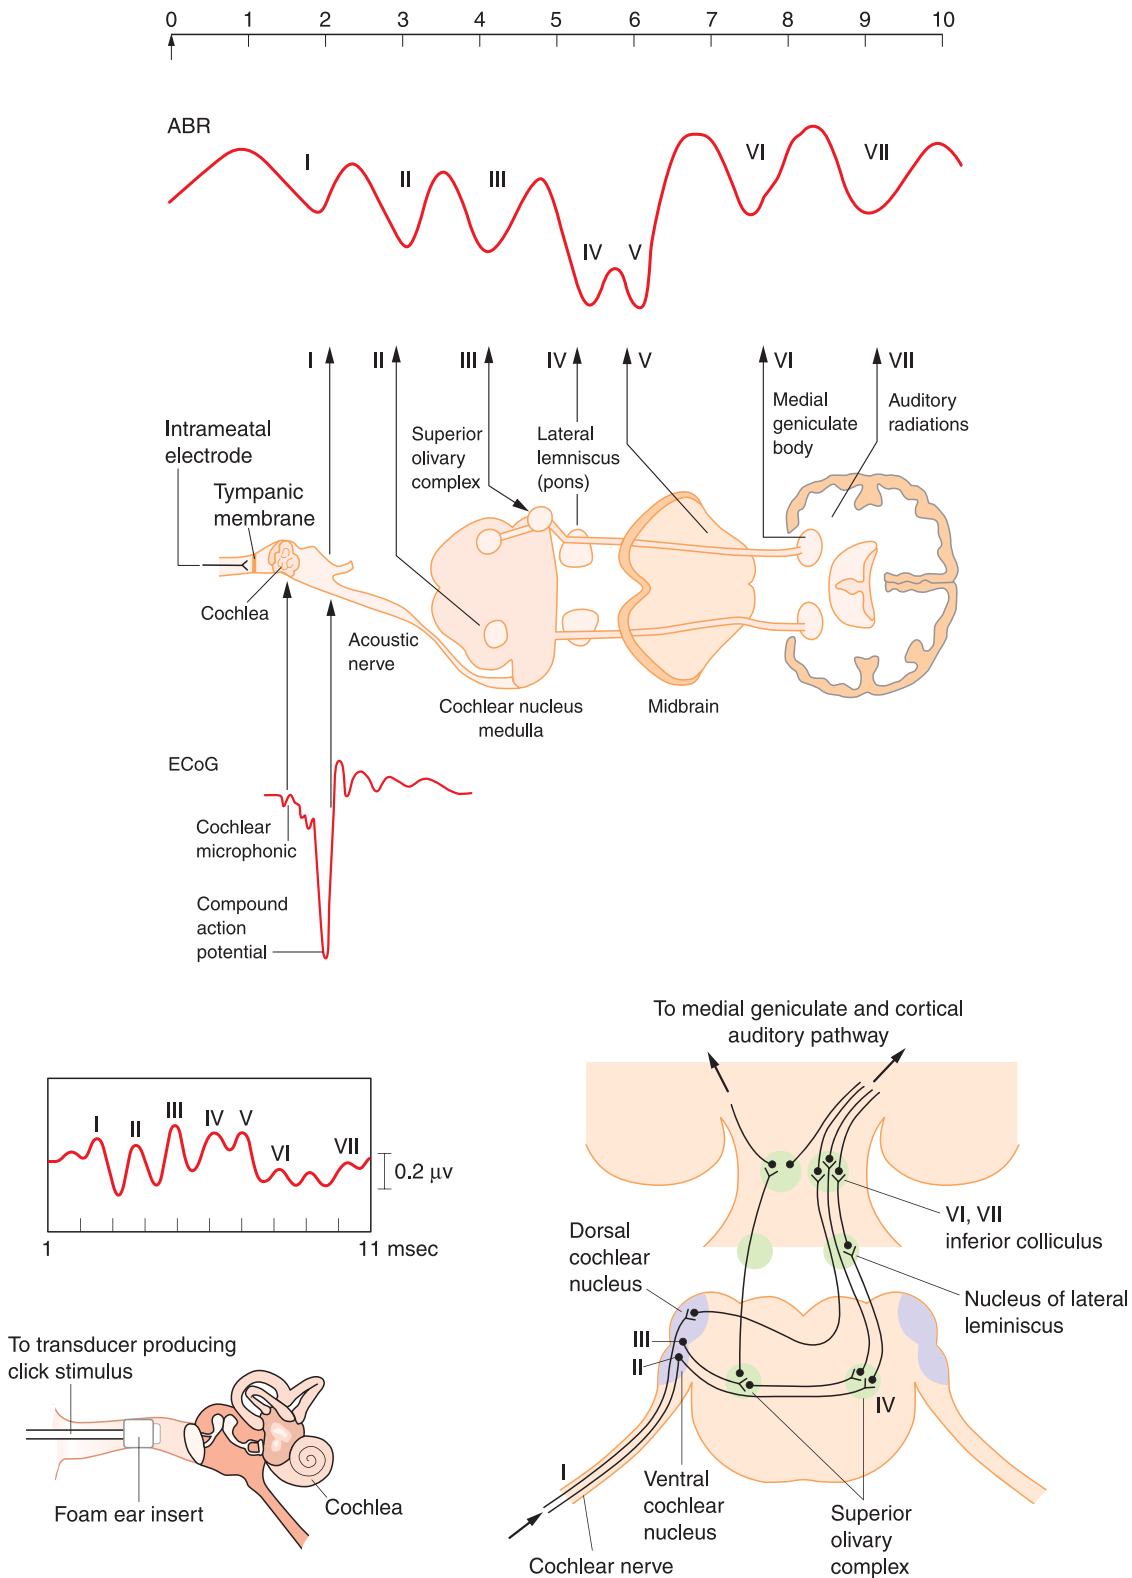 0 1 2 3 4 5 6 7 8 9 10
ABR
I II III IV V VI VII
I II III IV V VI VII
Intrameatal
electrode
Tympanic
membrane
Cochlea
Superior
olivary
complex
Lateral
lemniscus
(pons)
Medial
geniculate
body
Auditory
radiations
Acoustic
nerve
Cochlear nucleus
medulla
Midbrain
ECoG
Cochlear
microphonic
Compound
action
potential
I II III IV V VI VII
0.2 μv
1 11 msec
To transducer producing
click stimulus
Foam ear insert
Cochlea
To medial geniculate and cortical
auditory pathway
VI, VII
inferior colliculus
Dorsal
cochlear
nucleus
Nucleus of lateral
leminiscus
III
II
IV
I
Ventral
cochlear
nucleus
Superior
olivary
complex
Cochlear nerve